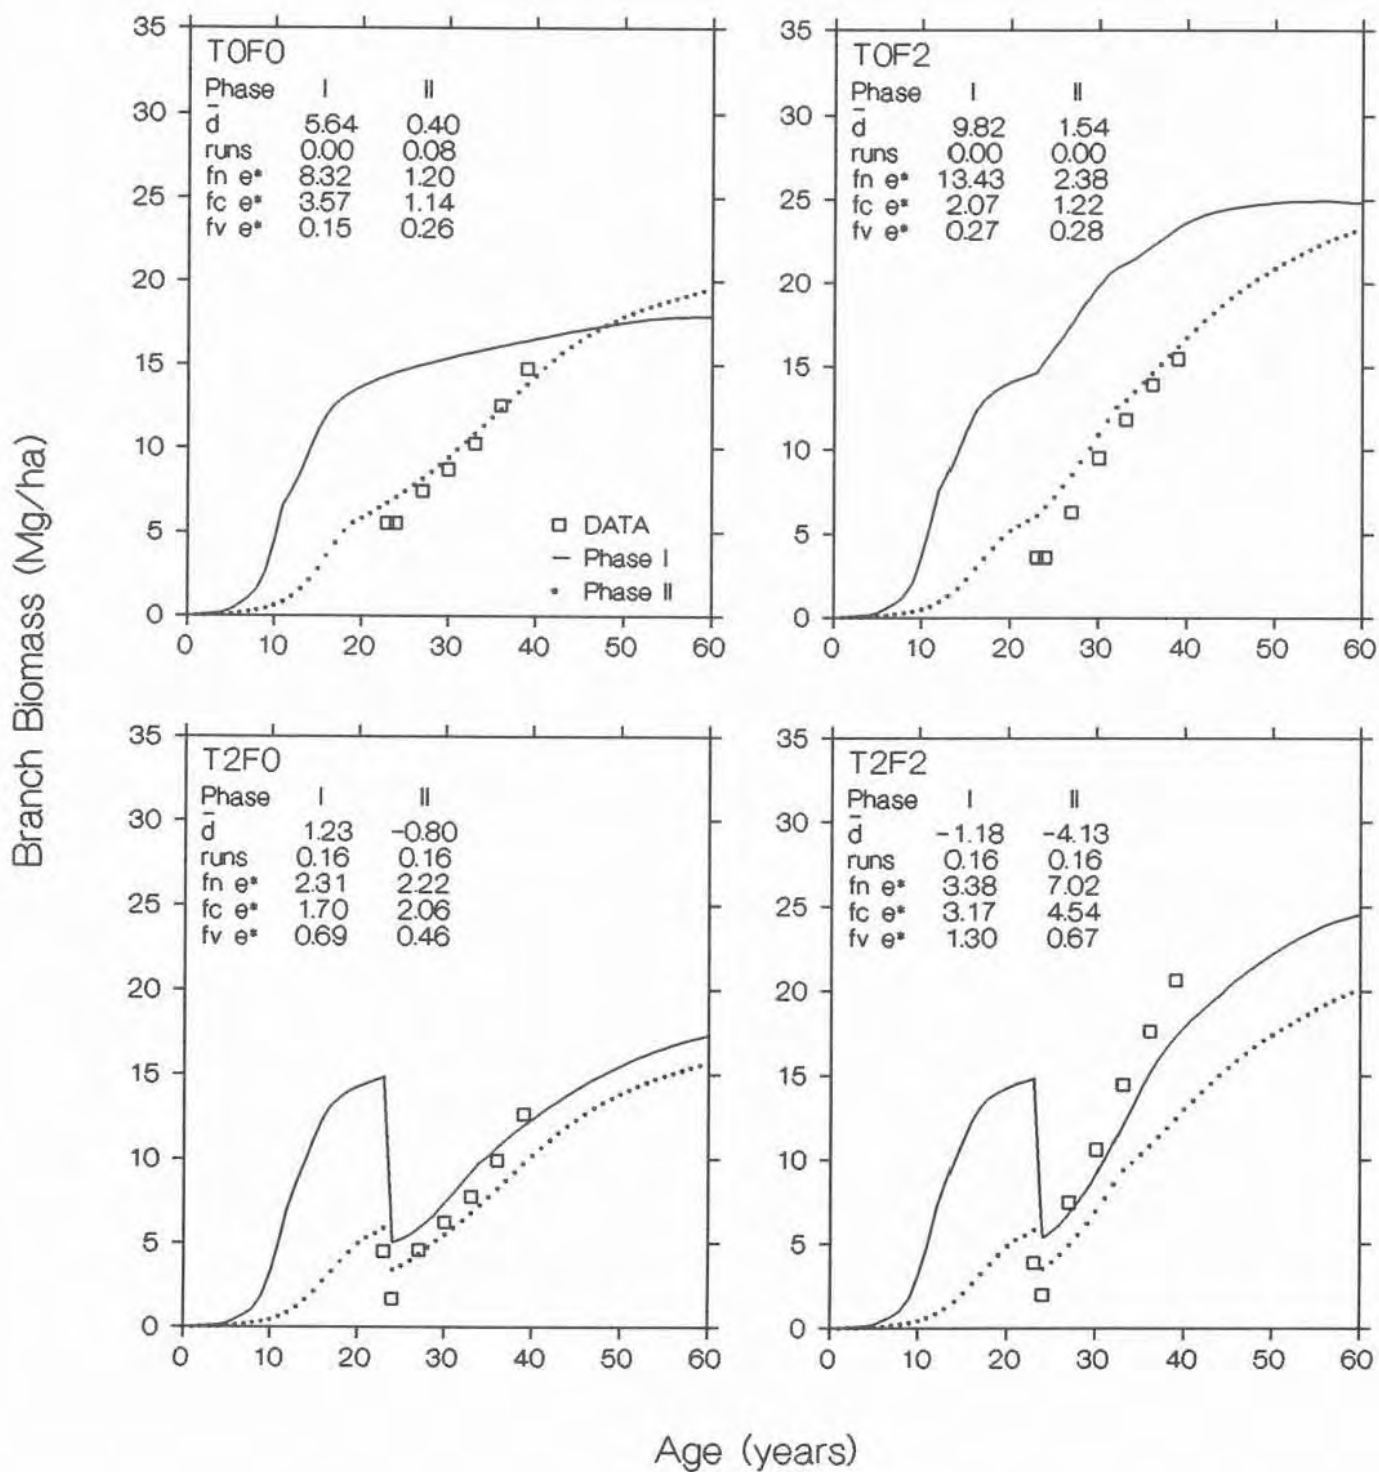 Branch Biomass (Mg/ha)
35
30
25
20
15
10
5
0
T0F0
Phase I II
d̄ 5.64 0.40
runs 0.00 0.08
fn e* 8.32 1.20
fc e* 3.57 1.14
fv e* 0.15 0.26
DATA
Phase I
Phase II
0 10 20 30 40 50 60
35
30
25
20
15
10
5
0
T0F2
Phase I II
d̄ 9.82 1.54
runs 0.00 0.00
fn e* 13.43 2.38
fc e* 2.07 1.22
fv e* 0.27 0.28
0 10 20 30 40 50 60
35
30
25
20
15
10
5
0
T2F0
Phase I II
d̄ 1.23 -0.80
runs 0.16 0.16
fn e* 2.31 2.22
fc e* 1.70 2.06
fv e* 0.69 0.46
0 10 20 30 40 50 60
35
30
25
20
15
10
5
0
T2F2
Phase I II
d̄ -1.18 -4.13
runs 0.16 0.16
fn e* 3.38 7.02
fc e* 3.17 4.54
fv e* 1.30 0.67
0 10 20 30 40 50 60
Age (years)